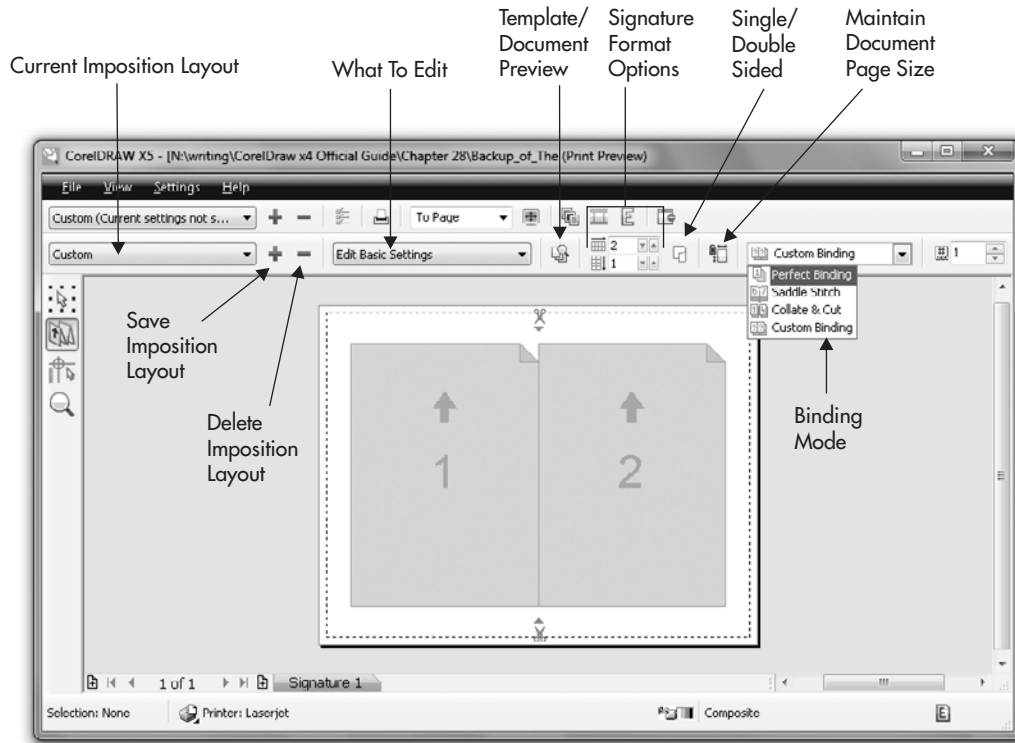 Current Imposition Layout
What To Edit
Template/
Document
Preview
Signature
Format
Options
Single/
Double
Sided
Maintain
Document
Page Size
CorelDRAW X5 - [N:\writing\CorelDraw x4 Official Guide\Chapter 28\Backup_of_The (Print Preview)
File View Settings Help
Custom (Current settings not s... To Page
Custom Edit Basic Settings 2 Custom Binding 1
1
Perfect Binding
Saddle Stitch
Collate & Cut
Custom Binding
Save
Imposition
Layout
Delete
Imposition
Layout
Binding
Mode
1 2
1 of 1 Signature 1
Selection: None Printer: Laserjet Composite